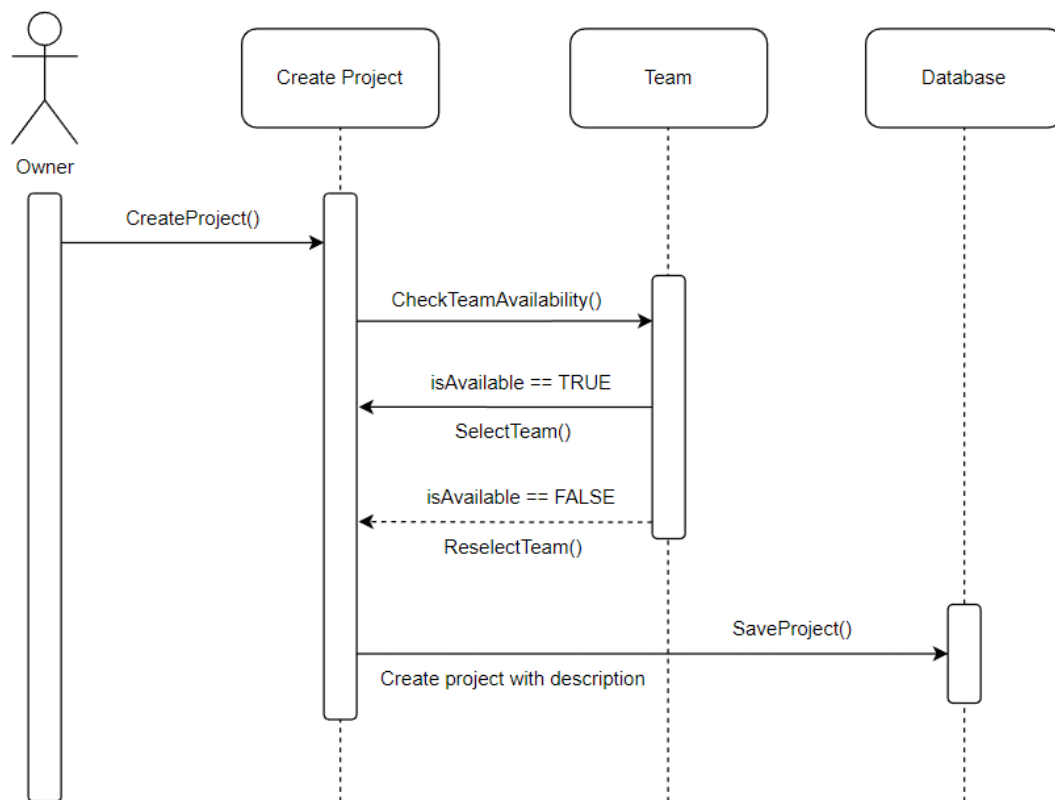 Create Project
Team
Database
Owner
CreateProject()
CheckTeamAvailability()
isAvailable == TRUE
SelectTeam()
isAvailable == FALSE
ReselectTeam()
SaveProject()
Create project with description